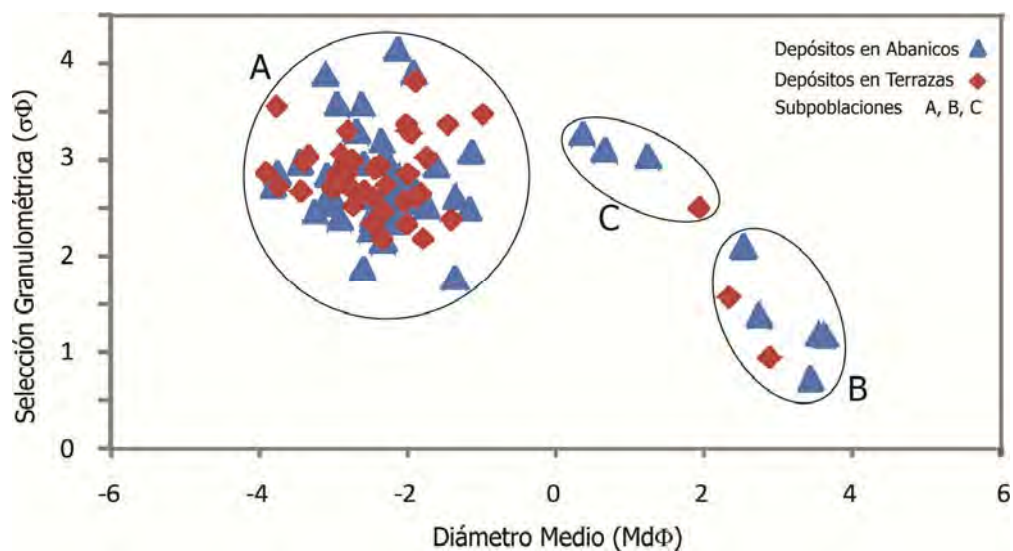 Selección Granulométrica (σΦ)
4
3
2
1
0
A
C
B
Depósitos en Abanicos
Depósitos en Terrazas
Subpoblaciones A, B, C
-6
-4
-2
0
2
4
6
Diámetro Medio (MdΦ)